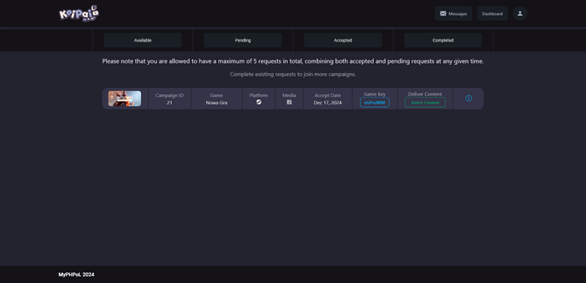 KeyPal
Messages
Dashboard
Available
Pending
Accepted
Completed
Please note that you are allowed to have a maximum of 5 requests in total, combining both accepted and pending requests at any given time.
Complete existing requests to join more campaigns.
Campaign ID
21
Game
Nowa Gra
Platform
Media
Accept Date
Dec 17, 2024
Game Key
Deliver Content
Select Content
MyPHPoL 2024